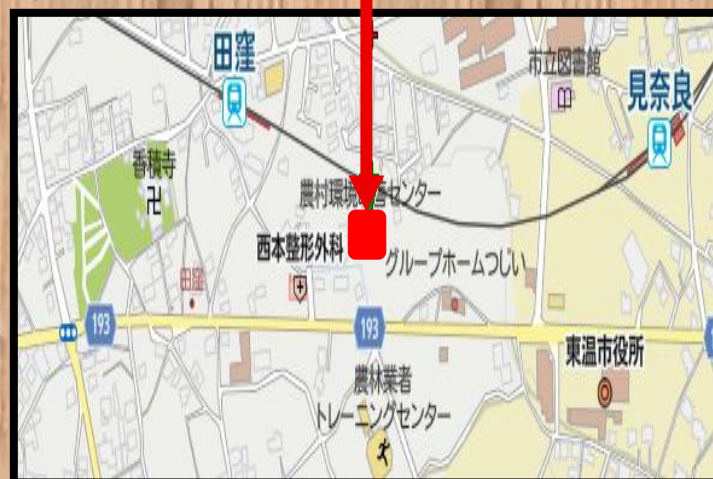 田窪
市立図書館
見奈良
香積寺
農村環境改善センター
西本整形外科
グループホームつじい
田窪
193
193
東温市役所
農林業者
トレーニングセンター